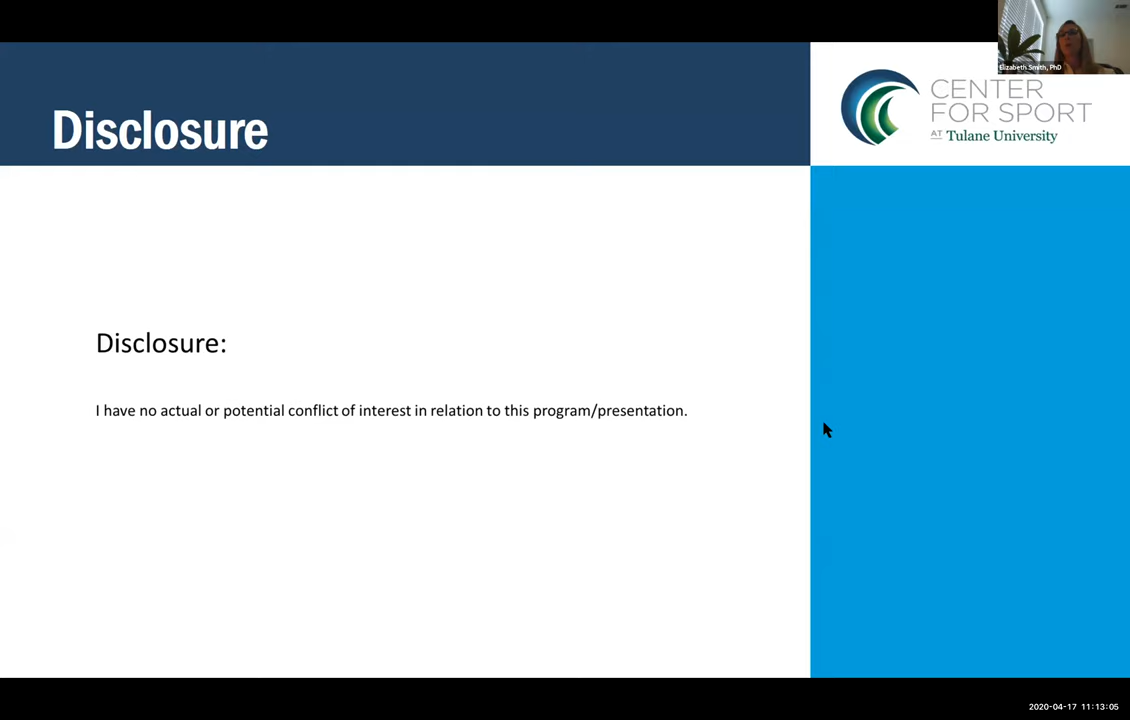 Disclosure
CENTER
FOR SPORT
AT Tulane University
Elizabeth Smith, PhD
Disclosure:
I have no actual or potential conflict of interest in relation to this program/presentation.
2020-04-17 11:13:05